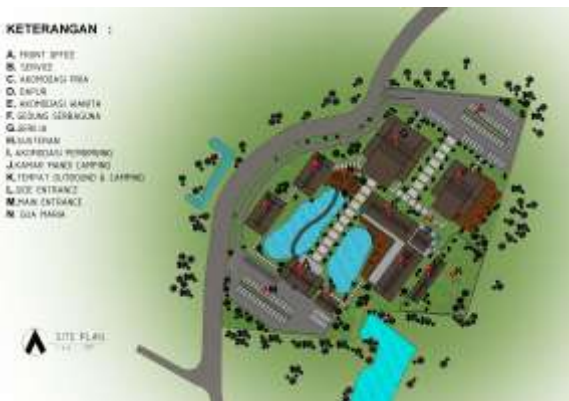 KETERANGAN :
A. FRONT OFFICE
B. SERVICE
C. AKOMODASI PRIA
D. DAPUR
E. AKOMODASI WANITA
F. GEDUNG SERBAGUNA
G. GEREJA
H. SUSTERAN
I. AKOMODASI PEMBIMBING
J. KAMAR MANDI CAMPING
K. TEMPAT OUTBOUND & CAMPING
L. SIDE ENTRANCE
M. MAIN ENTRANCE
N. GUA MARIA
SITE PLAN